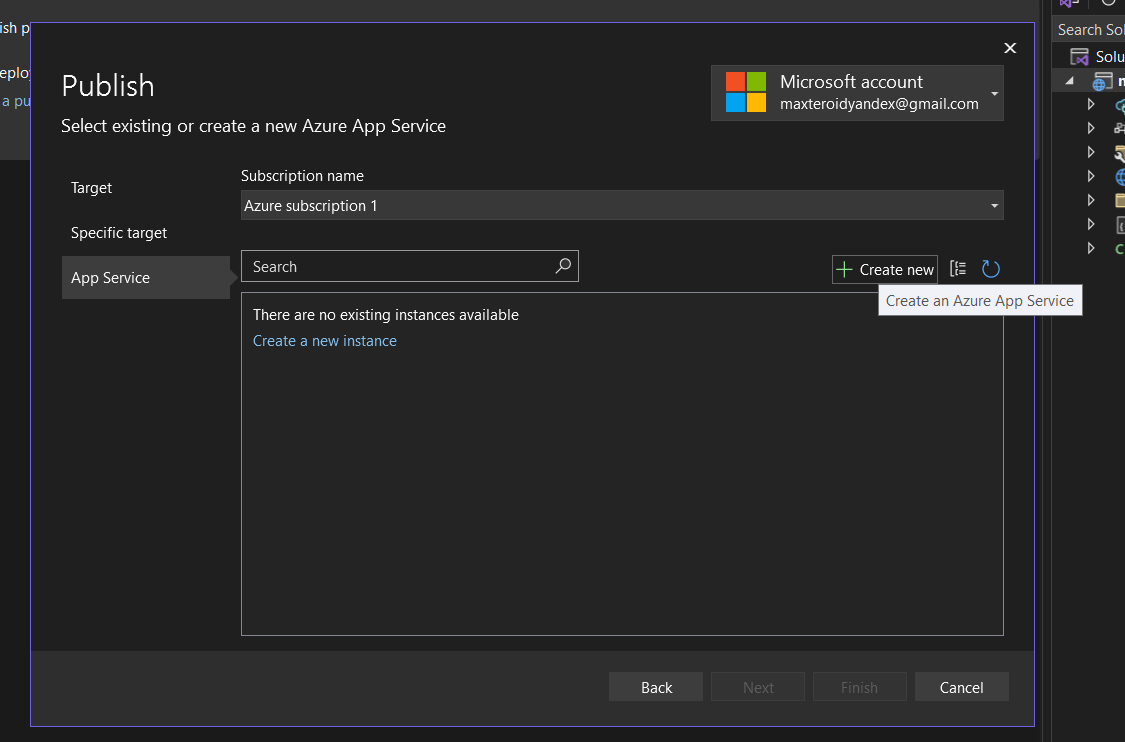 Search Sol
ish p
Solu
eploy
a pu
Publish
Microsoft account
maxteroidyandex@gmail.com
Select existing or create a new Azure App Service
Target
Specific target
App Service
Subscription name
Azure subscription 1
Search
Create new
Create an Azure App Service
There are no existing instances available
Create a new instance
Back
Next
Finish
Cancel